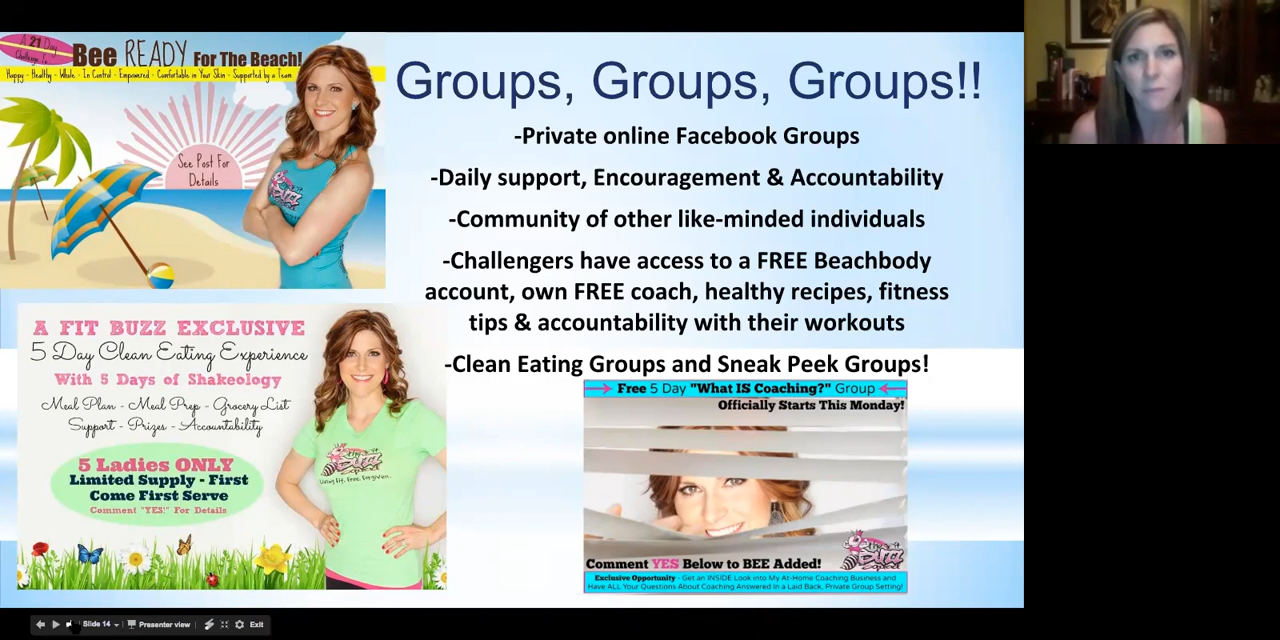 A 21 Day
Challenge to
Bee READY For The Beach!
Happy - Healthy - Whole - In Control - Empowered - Comfortable in Your Skin - Supported by a Team
See Post For
Details
Groups, Groups, Groups!!
-Private online Facebook Groups
-Daily support, Encouragement & Accountability
-Community of other like-minded individuals
-Challengers have access to a FREE Beachbody
account, own FREE coach, healthy recipes, fitness
tips & accountability with their workouts
-Clean Eating Groups and Sneak Peek Groups!
A FIT BUZZ EXCLUSIVE
5 Day Clean Eating Experience
With 5 Days of Shakeology
Meal Plan - Meal Prep - Grocery List
Support - Prizes - Accountability
5 Ladies ONLY
Limited Supply - First
Come First Serve
Comment "YES!" For Details
BUZZ
Living Fit. Free. Forgiven.
Free 5 Day "What IS Coaching?" Group
Officially Starts This Monday!
Comment YES Below to BEE Added!
BUZZ
Exclusive Opportunity - Get an INSIDE Look into My At-Home Coaching Business and
Have ALL Your Questions About Coaching Answered In a Laid Back, Private Group Setting!
Slide 14
Presenter view
Exit